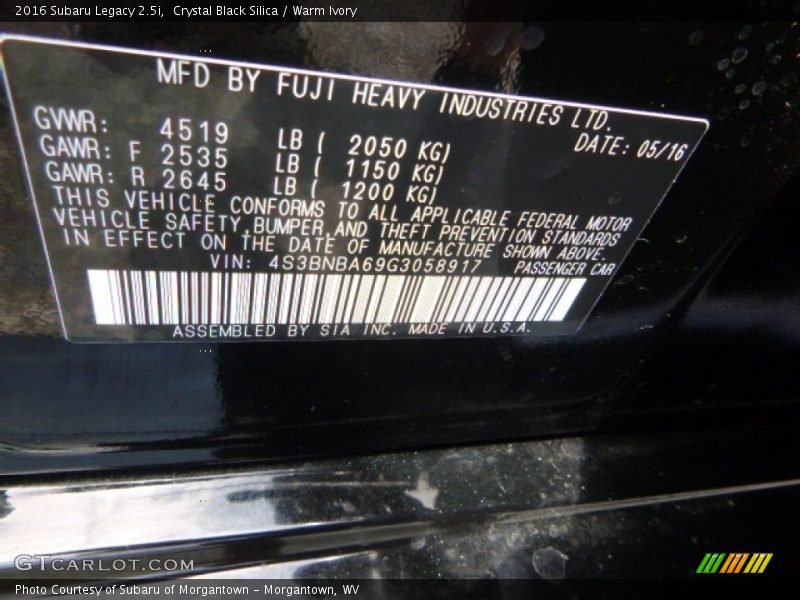 2016 Subaru Legacy 2.5i, Crystal Black Silica / Warm Ivory
MFD BY FUJI HEAVY INDUSTRIES LTD.
GVWR: 4519 LB ( 2050 KG) DATE: 05/16
GAWR: F 2535 LB ( 1150 KG)
GAWR: R 2645 LB ( 1200 KG)
THIS VEHICLE CONFORMS TO ALL APPLICABLE FEDERAL MOTOR
VEHICLE SAFETY, BUMPER, AND THEFT PREVENTION STANDARDS
IN EFFECT ON THE DATE OF MANUFACTURE SHOWN ABOVE.
VIN: 4S3BNBA69G3058917 PASSENGER CAR
ASSEMBLED BY SIA INC. MADE IN U.S.A.
GTCARLOT.COM
Photo Courtesy of Subaru of Morgantown - Morgantown, WV